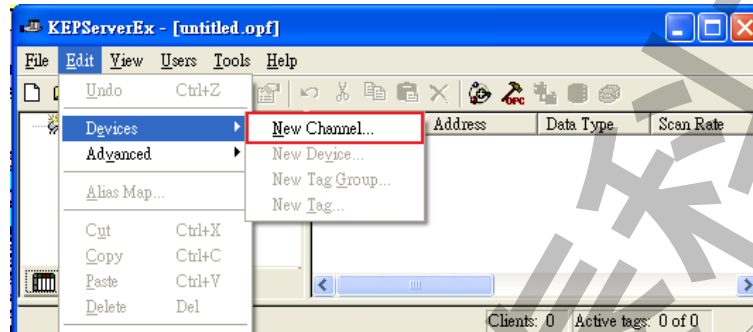 KEPServerEx - [untitled.opf]
File Edit View Users Tools Help
Undo Ctrl+Z
Devices
New Channel...
Address Data Type Scan Rate
Advanced
New Device...
New Tag Group...
Alias Map...
New Tag...
Cut Ctrl+X
Copy Ctrl+C
Paste Ctrl+V
Delete Del
Clients: 0 Active tags: 0 of 0